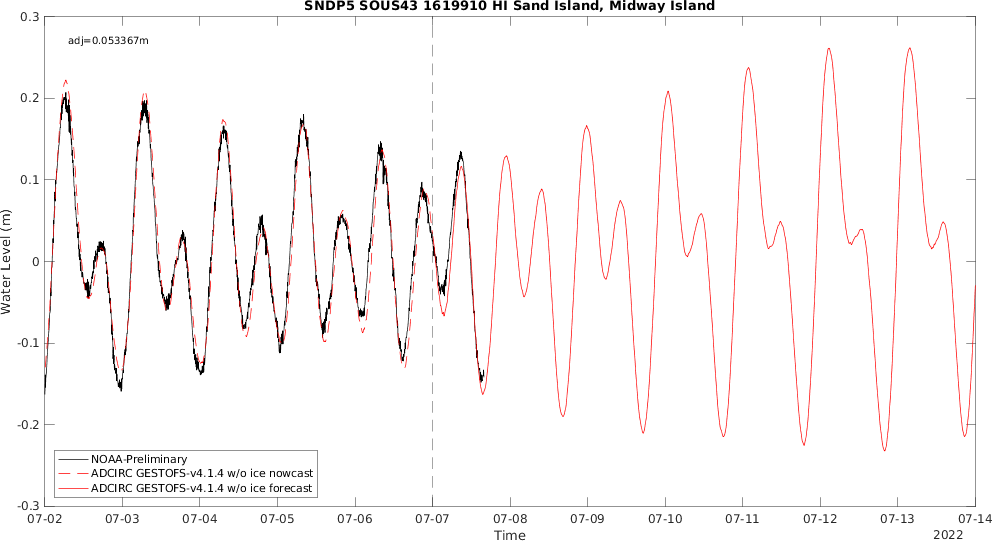 SNDP5 SOUS43 1619910 HI Sand Island, Midway Island
adj=0.053367m
0.3
0.2
0.1
0
-0.1
-0.2
-0.3
Water Level (m)
NOAA-Preliminary
ADCIRC GESTOFS-v4.1.4 w/o ice nowcast
ADCIRC GESTOFS-v4.1.4 w/o ice forecast
07-02 07-03 07-04 07-05 07-06 07-07 07-08 07-09 07-10 07-11 07-12 07-13 07-14
Time
2022